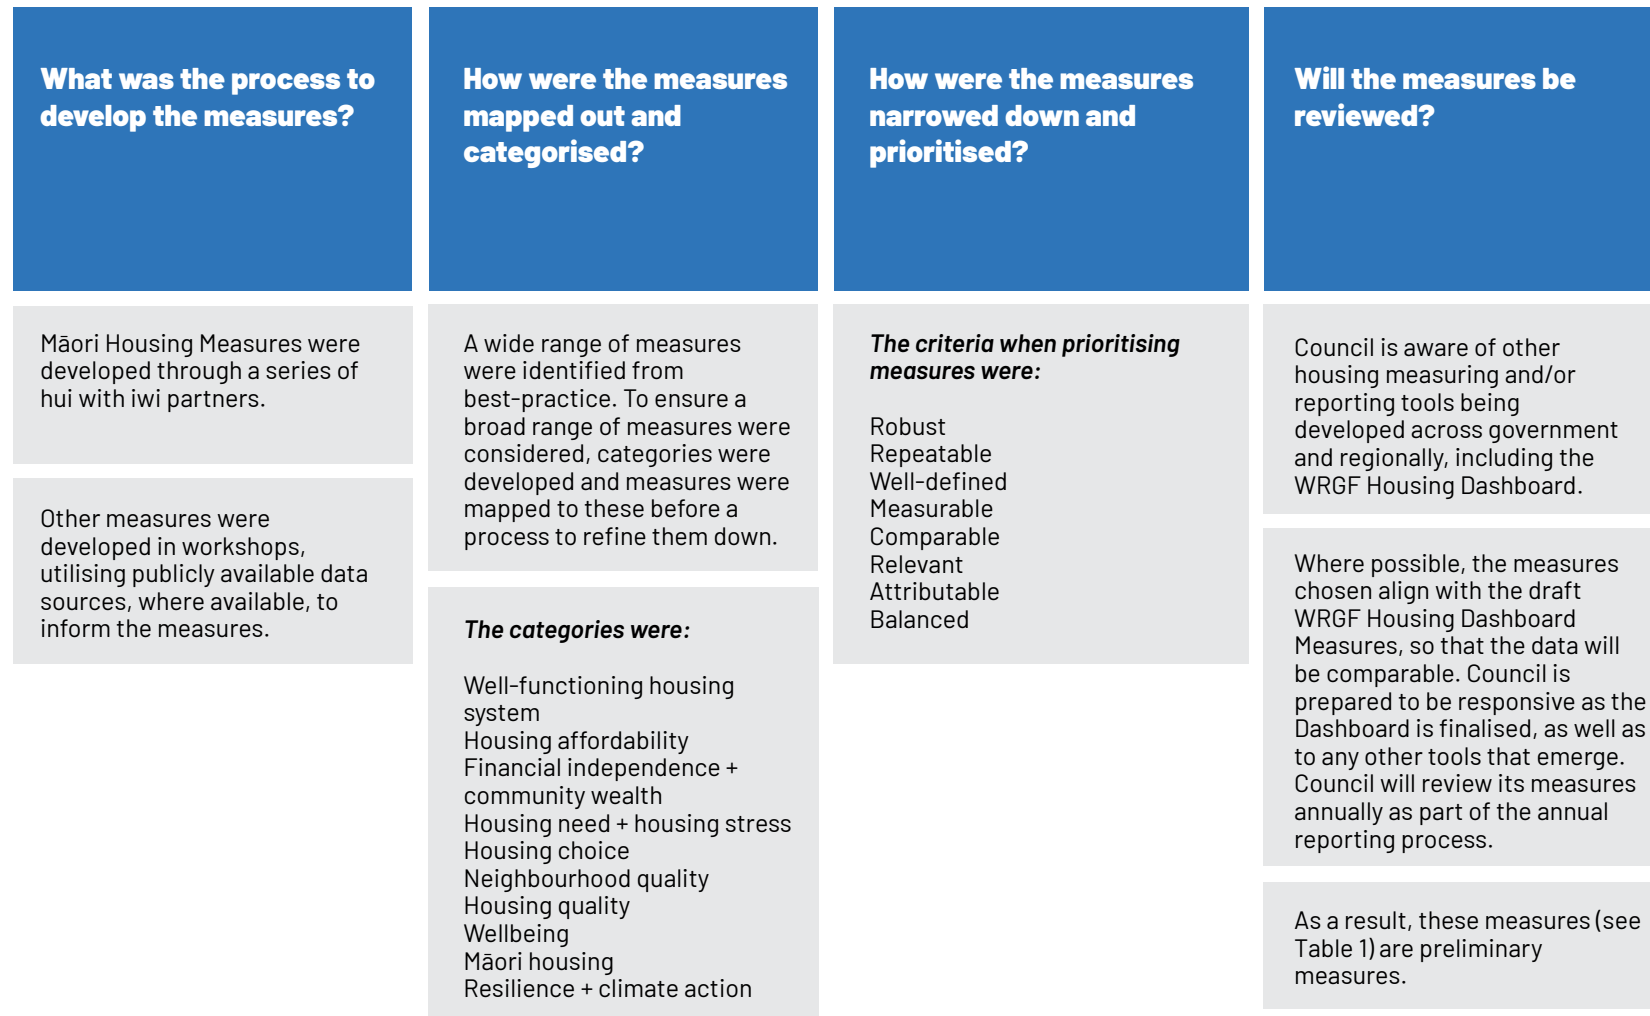 What was the process to
develop the measures?
Māori Housing Measures were
developed through a series of
hui with iwi partners.
Other measures were
developed in workshops,
utilising publicly available data
sources, where available, to
inform the measures.
How were the measures
mapped out and
categorised?
A wide range of measures
were identified from
best-practice. To ensure a
broad range of measures were
considered, categories were
developed and measures were
mapped to these before a
process to refine them down.
The categories were:
Well-functioning housing
system
Housing affordability
Financial independence +
community wealth
Housing need + housing stress
Housing choice
Neighbourhood quality
Housing quality
Wellbeing
Māori housing
Resilience + climate action
How were the measures
narrowed down and
prioritised?
The criteria when prioritising
measures were:
Robust
Repeatable
Well-defined
Measurable
Comparable
Relevant
Attributable
Balanced
Will the measures be
reviewed?
Council is aware of other
housing measuring and/or
reporting tools being
developed across government
and regionally, including the
WRGF Housing Dashboard.
Where possible, the measures
chosen align with the draft
WRGF Housing Dashboard
Measures, so that the data will
be comparable. Council is
prepared to be responsive as the
Dashboard is finalised, as well as
to any other tools that emerge.
Council will review its measures
annually as part of the annual
reporting process.
As a result, these measures (see
Table 1) are preliminary
measures.